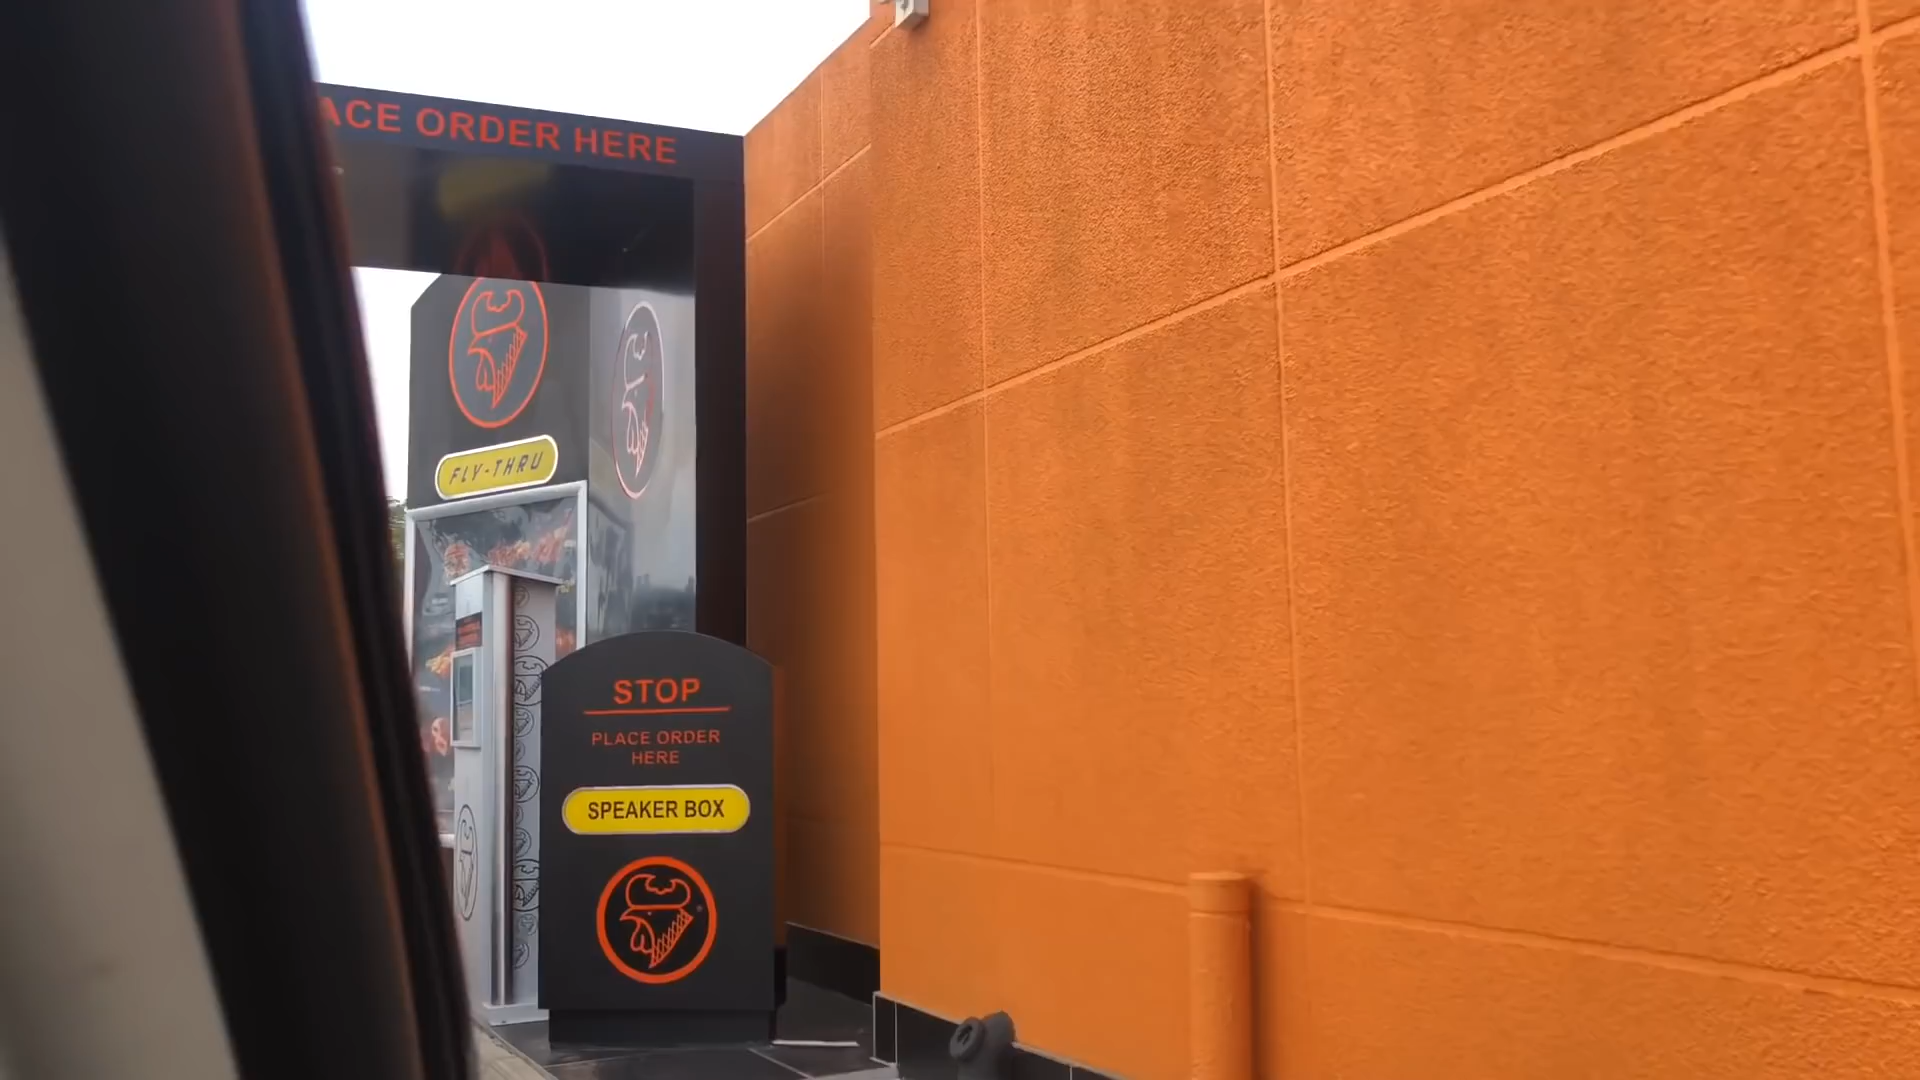 ACE ORDER HERE
FLY-THRU
STOP
PLACE ORDER
HERE
SPEAKER BOX